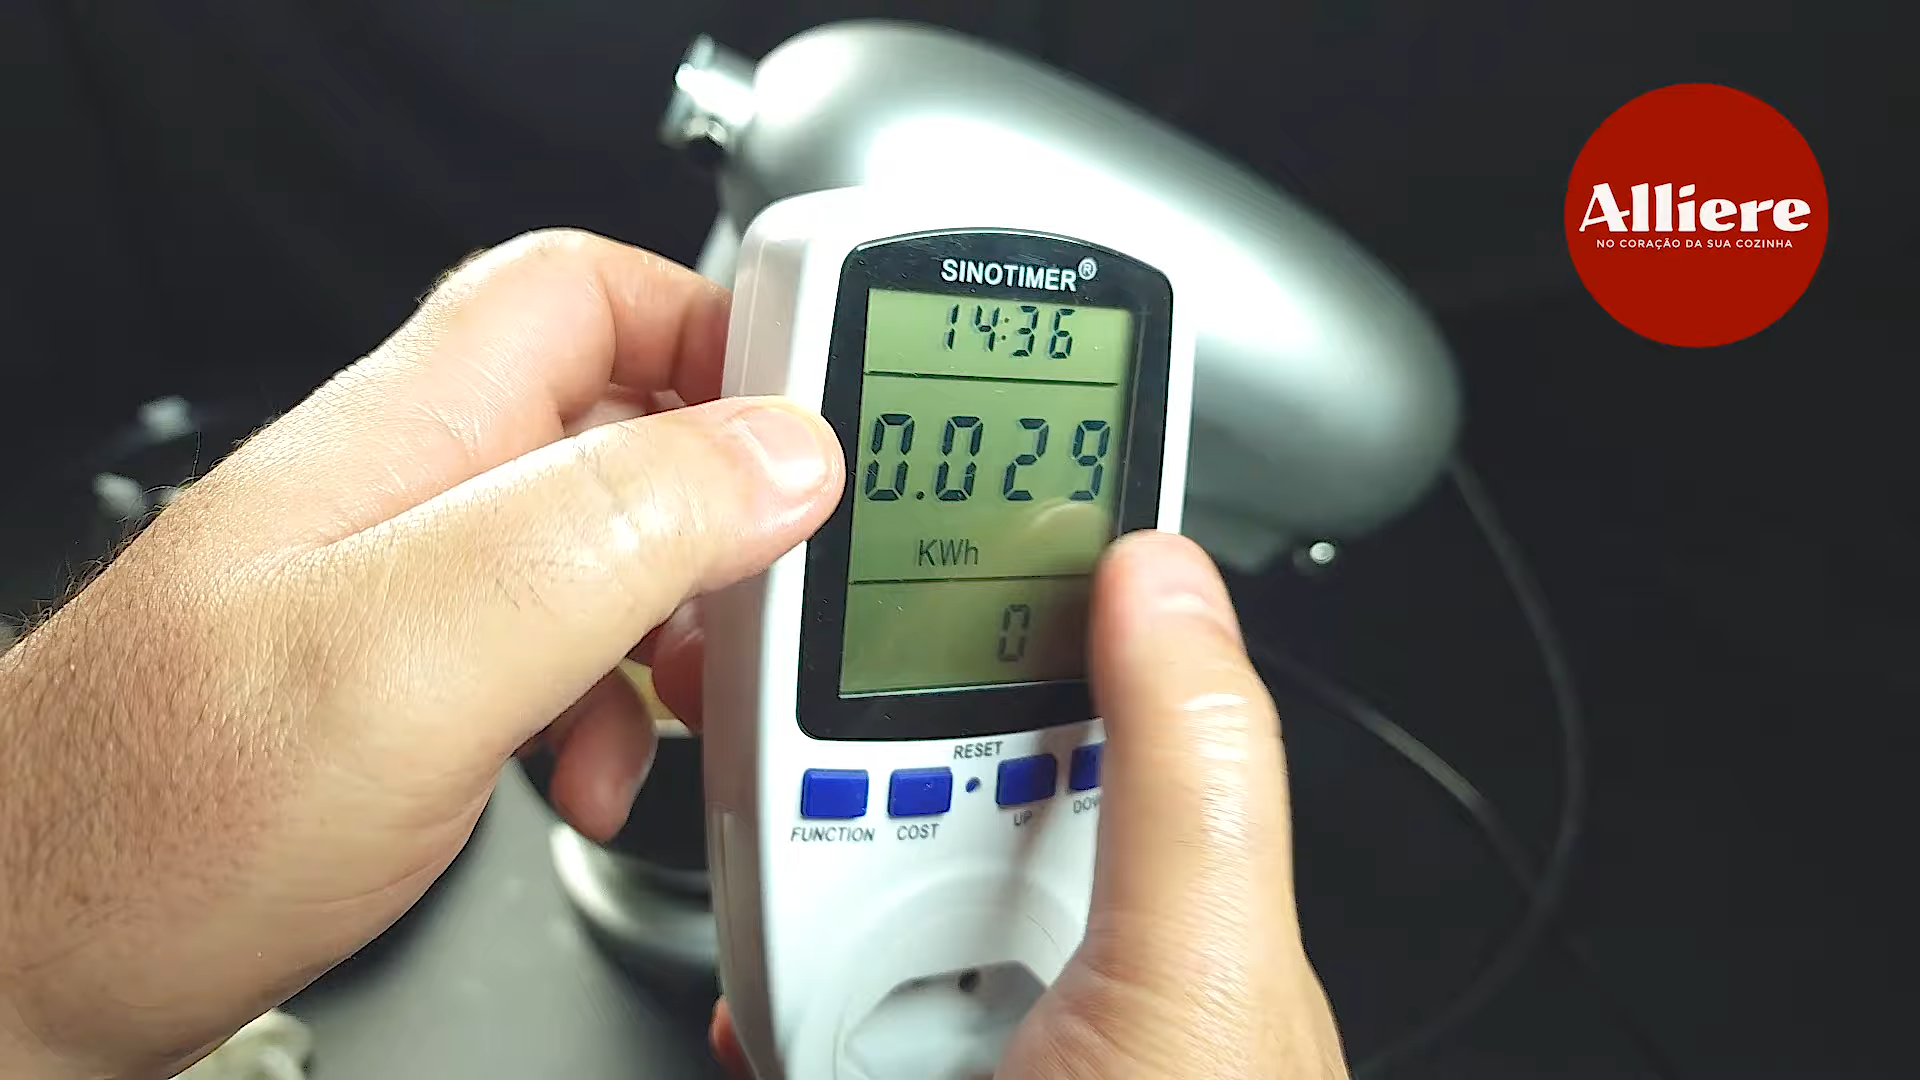 Alliere
NO CORAÇÃO DA SUA COZINHA
SINOTIMER®
14:36
0.029
KWh
0
RESET
FUNCTION
COST
UP